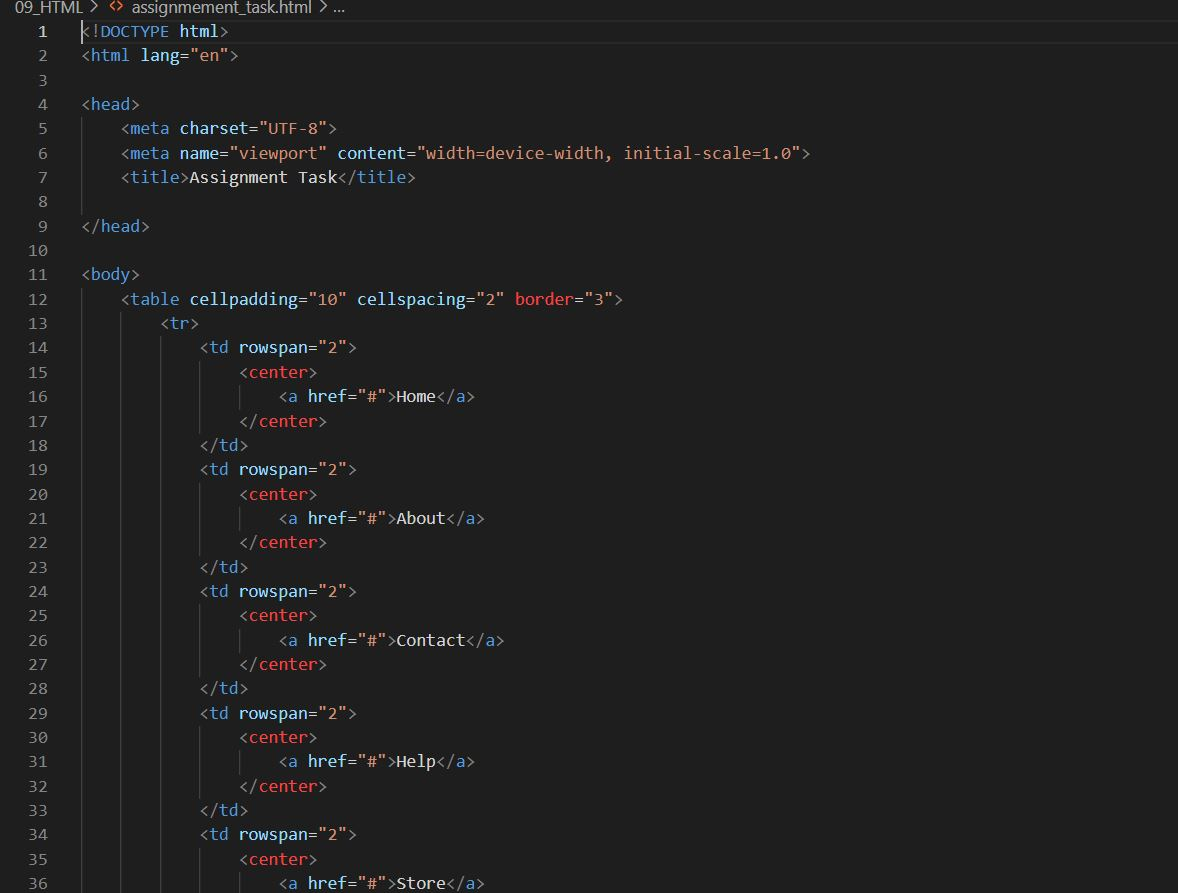 09_HTML > <> assignmement_task.html > ...
1 <!DOCTYPE html>
2 <html lang="en">
3
4 <head>
5     <meta charset="UTF-8">
6     <meta name="viewport" content="width=device-width, initial-scale=1.0">
7     <title>Assignment Task</title>
8
9 </head>
10
11 <body>
12     <table cellpadding="10" cellspacing="2" border="3">
13         <tr>
14             <td rowspan="2">
15                 <center>
16                     <a href="#">Home</a>
17                 </center>
18             </td>
19             <td rowspan="2">
20                 <center>
21                     <a href="#">About</a>
22                 </center>
23             </td>
24             <td rowspan="2">
25                 <center>
26                     <a href="#">Contact</a>
27                 </center>
28             </td>
29             <td rowspan="2">
30                 <center>
31                     <a href="#">Help</a>
32                 </center>
33             </td>
34             <td rowspan="2">
35                 <center>
36                     <a href="#">Store</a>